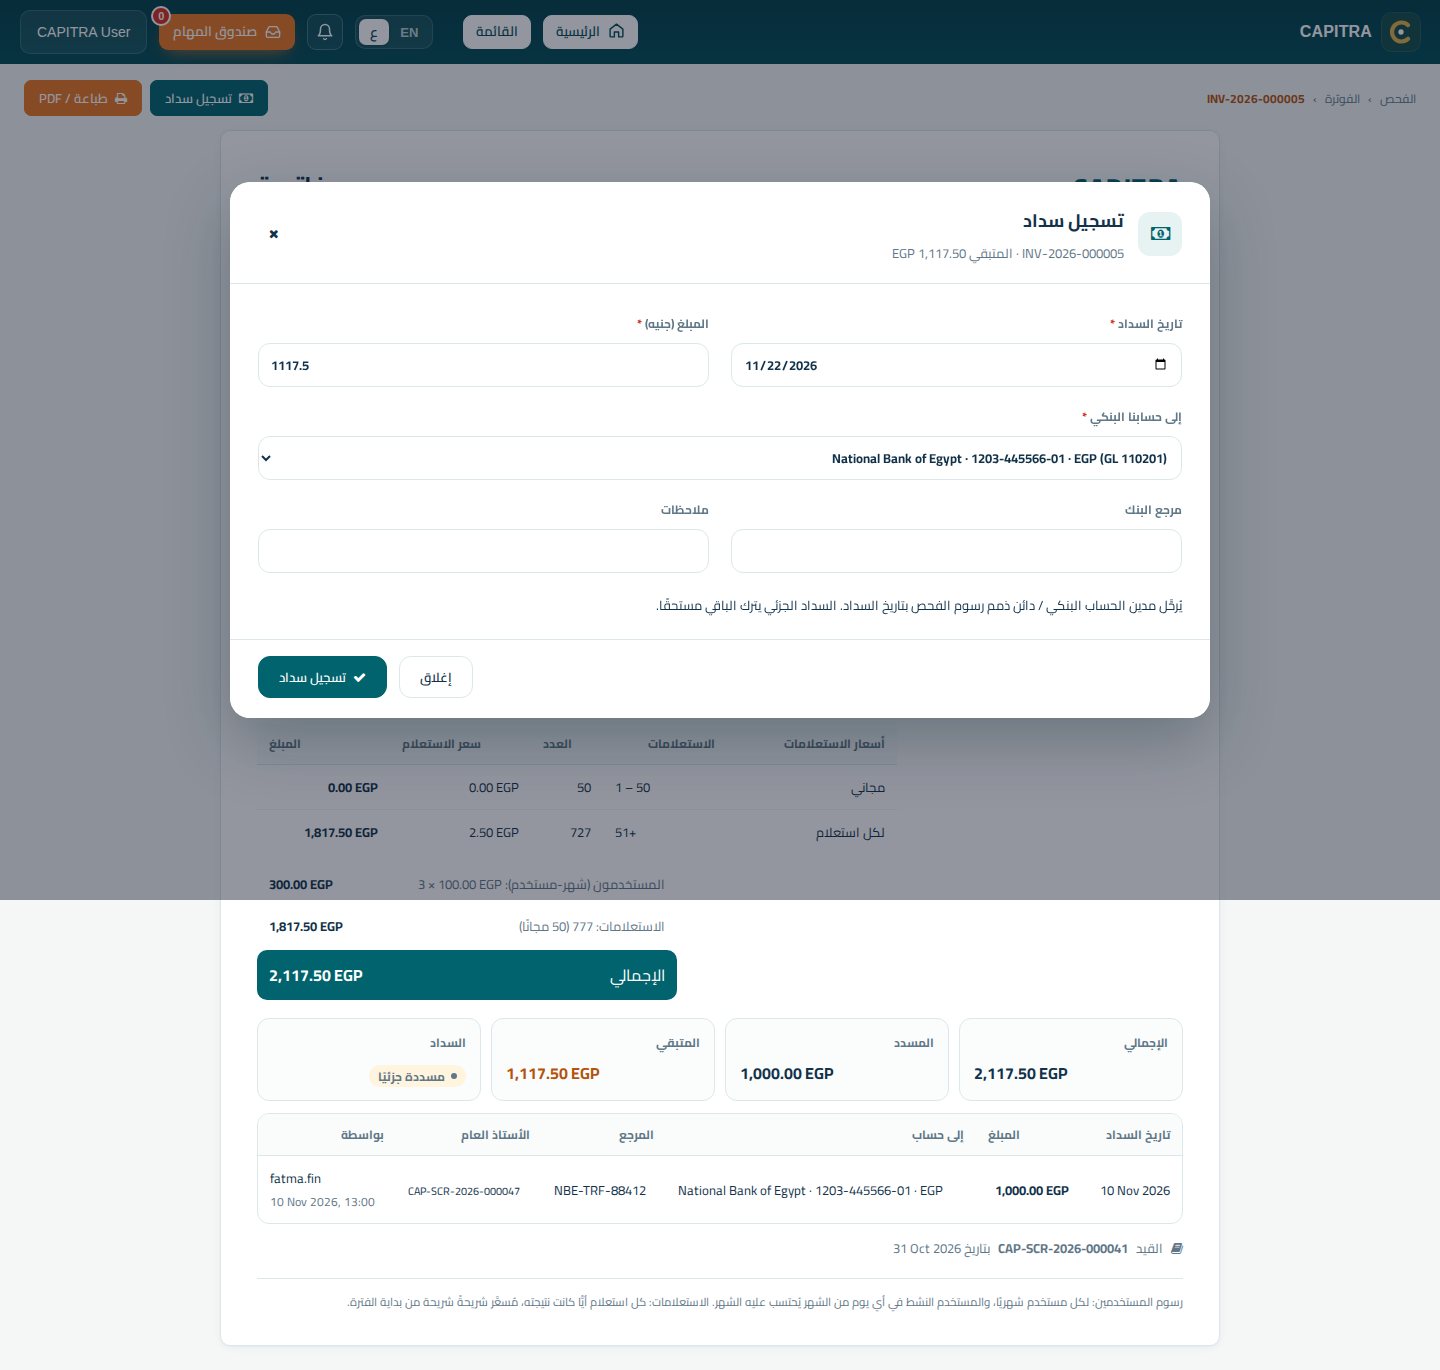 CAPITRA
الرئيسية
القائمة
EN ع
صندوق المهام
0
CAPITRA User
الفحص › الفوترة › INV-2026-000005
تسجيل سداد
طباعة / PDF
تسجيل سداد
INV-2026-000005 · المتبقي 1,117.50 EGP
تاريخ السداد * المبلغ (جنيه) *
11/22/2026 1117.5
إلى حسابنا البنكي *
National Bank of Egypt · 1203-445566-01 · EGP (GL 110201)
مرجع البنك ملاحظات
يُرحَّل مدين الحساب البنكي / دائن ذمم رسوم الفحص بتاريخ السداد. السداد الجزئي يترك الباقي مستحقًا.
إغلاق تسجيل سداد
أسعار الاستعلامات الاستعلامات العدد سعر الاستعلام المبلغ
مجاني 1 – 50 50 0.00 EGP 0.00 EGP
لكل استعلام 51+ 727 2.50 EGP 1,817.50 EGP
المستخدمون (شهر-مستخدم): 3 × 100.00 EGP 300.00 EGP
الاستعلامات: 777 (50 مجانًا) 1,817.50 EGP
الإجمالي 2,117.50 EGP
الإجمالي المسدد المتبقي السداد
2,117.50 EGP 1,000.00 EGP 1,117.50 EGP مسددة جزئيًا
تاريخ السداد المبلغ إلى حساب المرجع الأستاذ العام بواسطة
10 Nov 2026 1,000.00 EGP National Bank of Egypt · 1203-445566-01 · EGP NBE-TRF-88412 CAP-SCR-2026-000047 fatma.fin
10 Nov 2026, 13:00
القيد CAP-SCR-2026-000041 بتاريخ 31 Oct 2026
رسوم المستخدمين: لكل مستخدم شهريًا، والمستخدم النشط في أي يوم من الشهر يُحتسب عليه الشهر. الاستعلامات: كل استعلام أيًّا كانت نتيجته، مُسعَّر شريحةً شريحة من بداية الفترة.